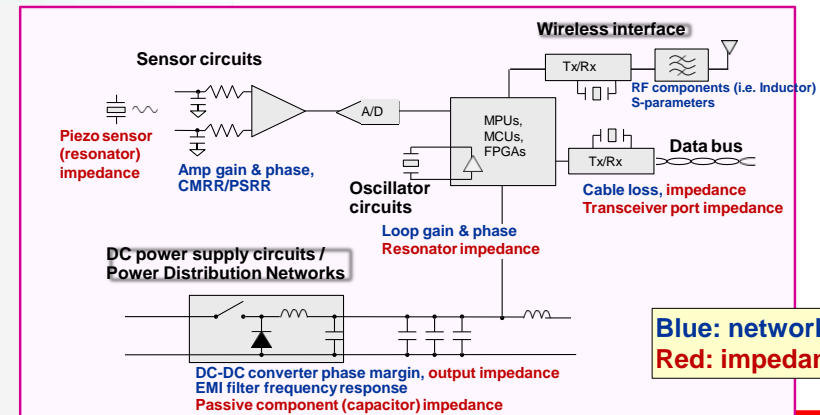 Wireless interface
Sensor circuits
Tx/Rx
RF components (i.e. Inductor)
S-parameters
A/D
MPUs,
MCUs,
FPGAs
Piezo sensor
(resonator)
impedance
Amp gain & phase,
CMRR/PSRR
Oscillator
circuits
Tx/Rx
Data bus
Cable loss, impedance
Transceiver port impedance
Loop gain & phase
Resonator impedance
DC power supply circuits /
Power Distribution Networks
Blue: network
Red: impedan
DC-DC converter phase margin, output impedance
EMI filter frequency response
Passive component (capacitor) impedance